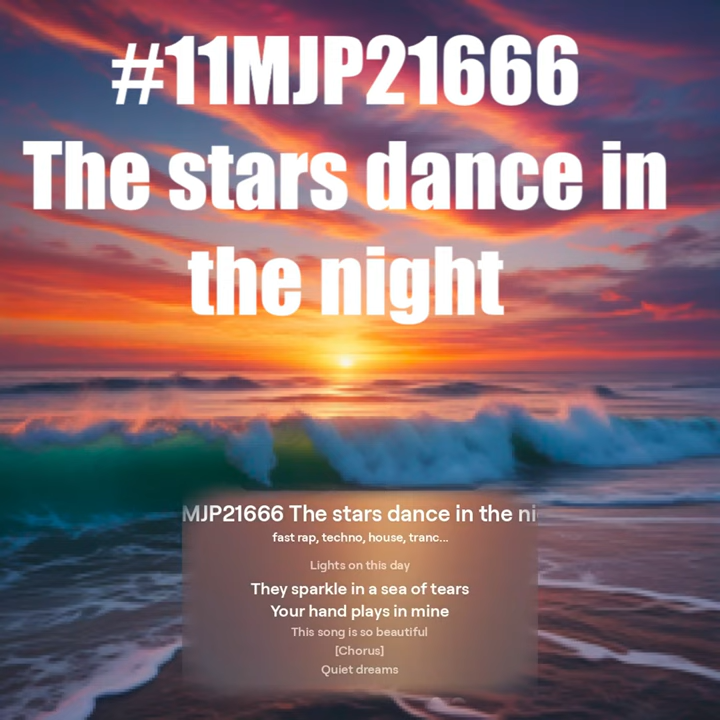 #11MJP21666
The stars dance in
the night
MJP21666 The stars dance in the ni
fast rap, techno, house, tranc...
Lights on this day
They sparkle in a sea of tears
Your hand plays in mine
This song is so beautiful
[Chorus]
Quiet dreams